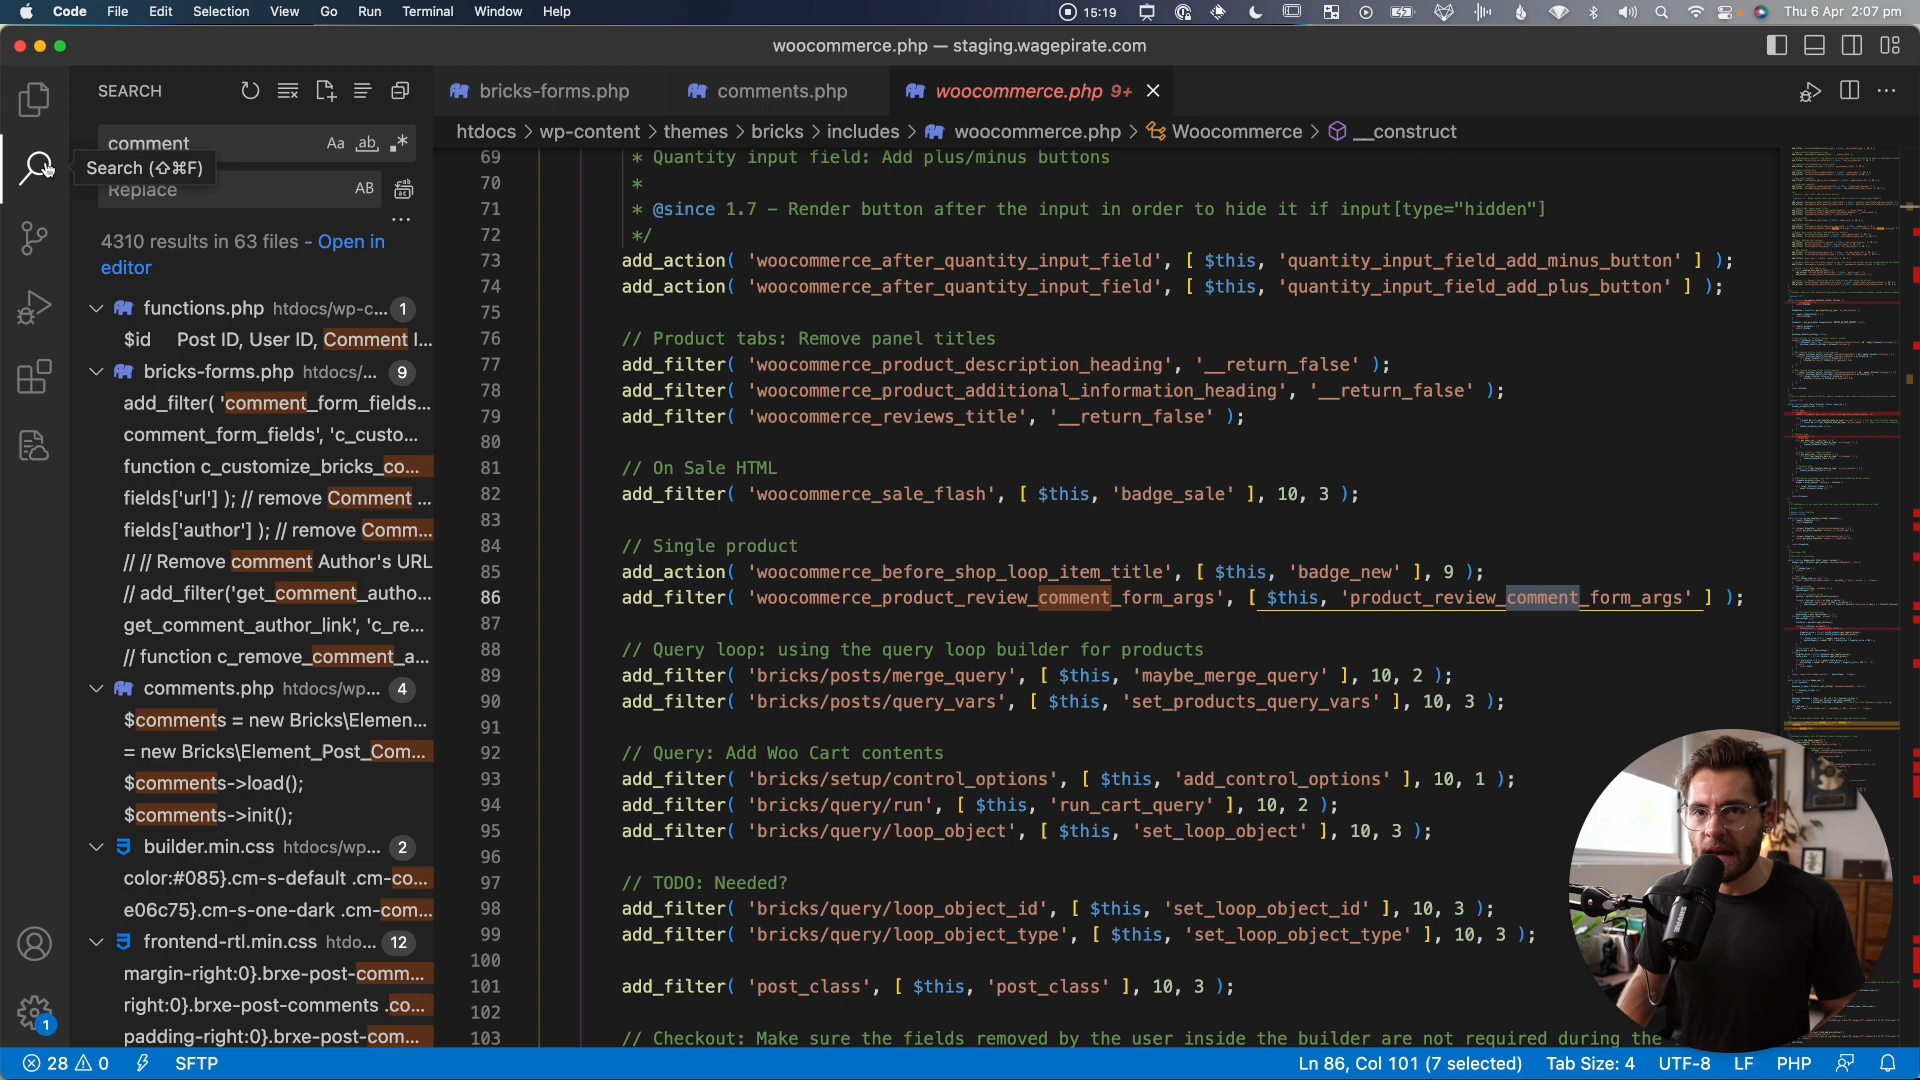 Code File Edit Selection View Go Run Terminal Window Help 15:19 Thu 6 Apr 2:07 pm
woocommerce.php — staging.wagepirate.com
SEARCH
bricks-forms.php comments.php woocommerce.php 9+
htdocs > wp-content > themes > bricks > includes > woocommerce.php > Woocommerce > __construct
comment Aa ab .*
Search (⇧⌘F)
Replace AB
...
4310 results in 63 files - Open in
editor
functions.php htdocs/wp-c... 1
$id Post ID, User ID, Comment I...
bricks-forms.php htdocs/... 9
add_filter( 'comment_form_fields...
comment_form_fields', 'c_custo...
function c_customize_bricks_co...
fields['url'] ); // remove Comment ...
fields['author'] ); // remove Comm...
// // Remove comment Author's URL
// add_filter('get_comment_autho...
get_comment_author_link', 'c_re...
// function c_remove_comment_a...
comments.php htdocs/wp... 4
$comments = new Bricks\Elemen...
= new Bricks\Element_Post_Com...
$comments->load();
$comments->init();
builder.min.css htdocs/wp... 2
color:#085}.cm-s-default .cm-co...
e06c75}.cm-s-one-dark .cm-com...
frontend-rtl.min.css htdo... 12
margin-right:0}.brxe-post-comm...
right:0}.brxe-post-comments .co...
padding-right:0}.brxe-post-com...
69 * Quantity input field: Add plus/minus buttons
70 *
71 * @since 1.7 - Render button after the input in order to hide it if input[type="hidden"]
72 */
73 add_action( 'woocommerce_after_quantity_input_field', [ $this, 'quantity_input_field_add_minus_button' ] );
74 add_action( 'woocommerce_after_quantity_input_field', [ $this, 'quantity_input_field_add_plus_button' ] );
75
76 // Product tabs: Remove panel titles
77 add_filter( 'woocommerce_product_description_heading', '__return_false' );
78 add_filter( 'woocommerce_product_additional_information_heading', '__return_false' );
79 add_filter( 'woocommerce_reviews_title', '__return_false' );
80
81 // On Sale HTML
82 add_filter( 'woocommerce_sale_flash', [ $this, 'badge_sale' ], 10, 3 );
83
84 // Single product
85 add_action( 'woocommerce_before_shop_loop_item_title', [ $this, 'badge_new' ], 9 );
86 add_filter( 'woocommerce_product_review_comment_form_args', [ $this, 'product_review_comment_form_args' ] );
87
88 // Query loop: using the query loop builder for products
89 add_filter( 'bricks/posts/merge_query', [ $this, 'maybe_merge_query' ], 10, 2 );
90 add_filter( 'bricks/posts/query_vars', [ $this, 'set_products_query_vars' ], 10, 3 );
91
92 // Query: Add Woo Cart contents
93 add_filter( 'bricks/setup/control_options', [ $this, 'add_control_options' ], 10, 1 );
94 add_filter( 'bricks/query/run', [ $this, 'run_cart_query' ], 10, 2 );
95 add_filter( 'bricks/query/loop_object', [ $this, 'set_loop_object' ], 10, 3 );
96
97 // TODO: Needed?
98 add_filter( 'bricks/query/loop_object_id', [ $this, 'set_loop_object_id' ], 10, 3 );
99 add_filter( 'bricks/query/loop_object_type', [ $this, 'set_loop_object_type' ], 10, 3 );
100
101 add_filter( 'post_class', [ $this, 'post_class' ], 10, 3 );
102
103 // Checkout: Make sure the fields removed by the user inside the builder are not required during the
1
28 0 SFTP Ln 86, Col 101 (7 selected) Tab Size: 4 UTF-8 LF PHP